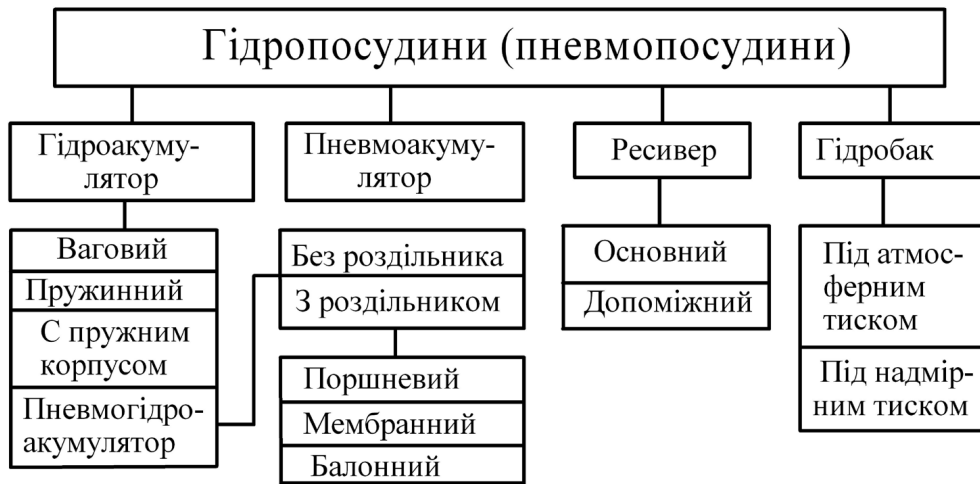 Гідропосудини (пневмопосудини)
Гідроакуму-
лятор
Пневмоакуму-
лятор
Ресивер
Гідробак
Ваговий
Пружинний
С пружним
корпусом
Пневмогідро-
акумулятор
Без роздільника
З роздільником
Поршневий
Мембранний
Балонний
Основний
Допоміжний
Під атмос-
ферним
тиском
Під надмір-
ним тиском